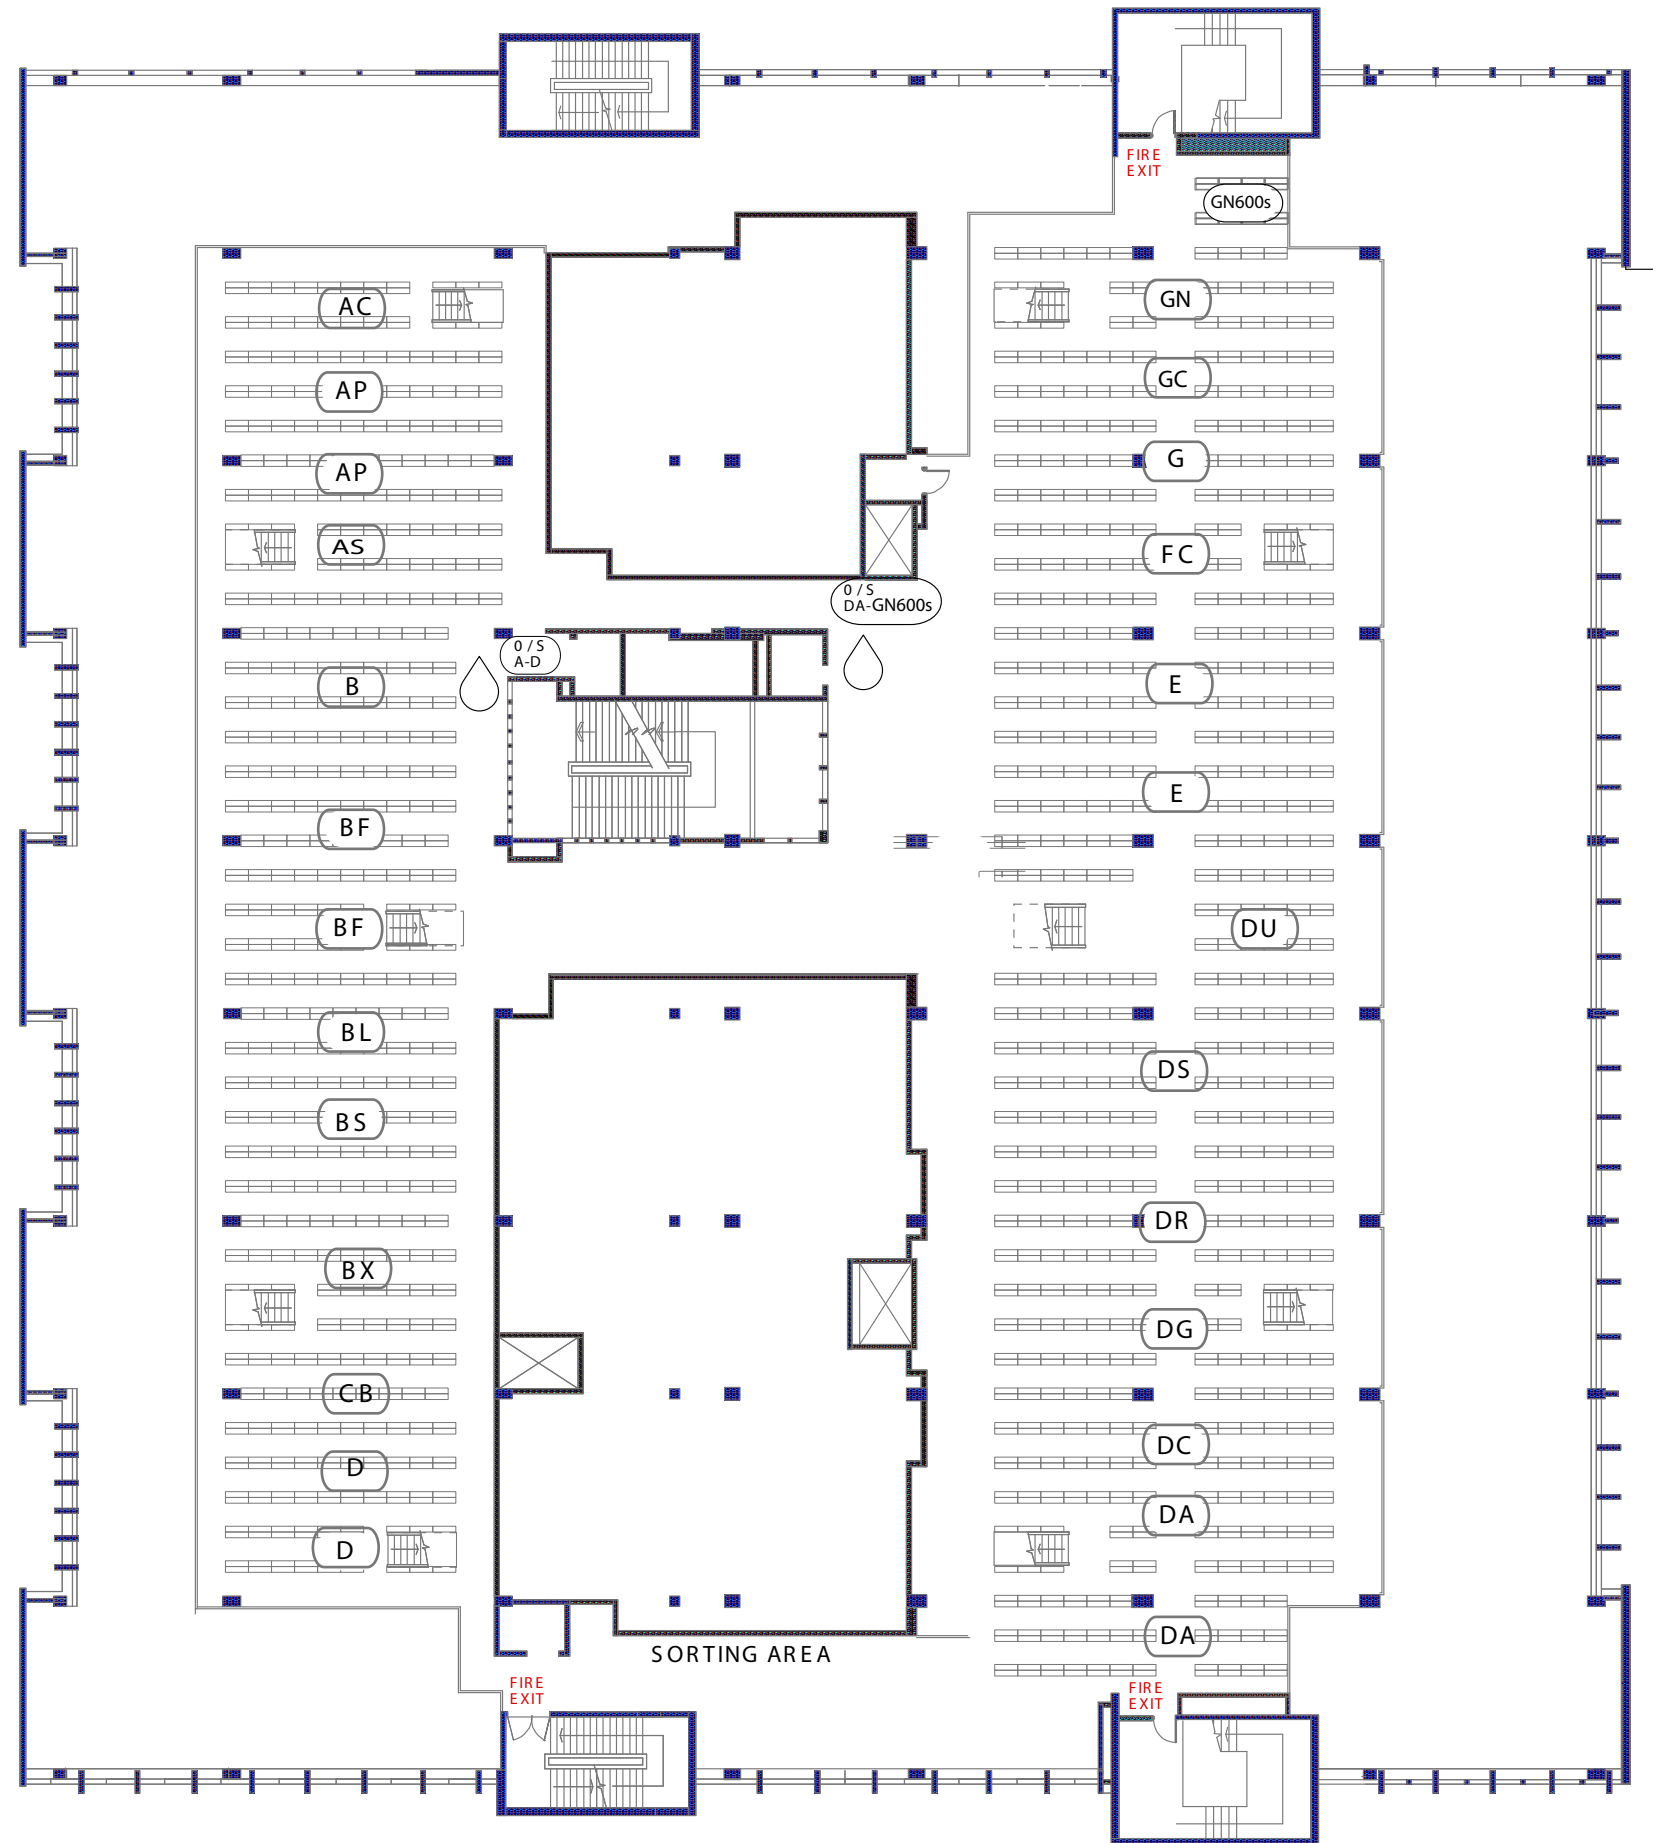 FIRE
EXIT
GN600s
AC
GN
AP
GC
AP
G
AS
FC
0 / S
DA-GN600s
0 / S
A-D
B
E
E
BF
BF
DU
BL
DS
BS
DR
BX
DG
CB
DC
D
DA
D
DA
SORTING AREA
FIRE
EXIT
FIRE
EXIT